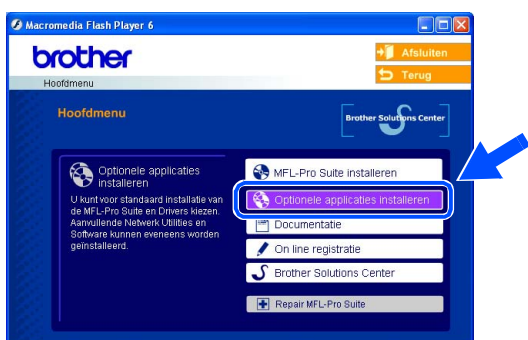 Macromedia Flash Player 6
brother
Afsluiten
Terug
Hoofdmenu
Hoofdmenu
Brother Solutions Center
Optionele applicaties
installeren
U kunt voor standaard installatie van
de MFL-Pro Suite en Drivers kiezen.
Aanvullende Netwerk Utilities en
Software kunnen eveneens worden
geïnstalleerd.
MFL-Pro Suite installeren
Optionele applicaties installeren
Documentatie
On line registratie
Brother Solutions Center
Repair MFL-Pro Suite